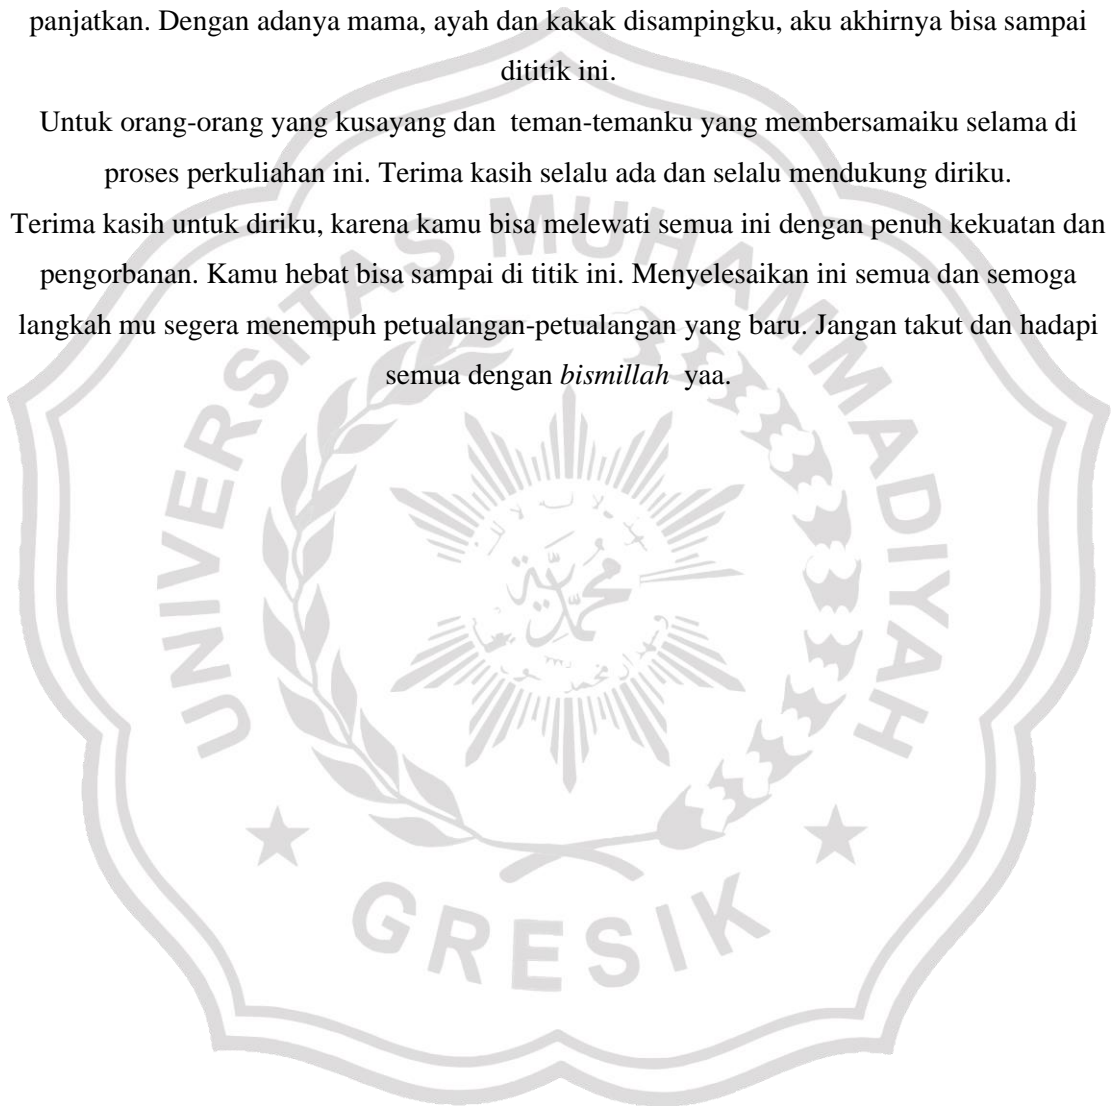 panjatkan. Dengan adanya mama, ayah dan kakak disampingku, aku akhirnya bisa sampai
dititik ini.
Untuk orang-orang yang kusayang dan  teman-temanku yang membersamaiku selama di
proses perkuliahan ini. Terima kasih selalu ada dan selalu mendukung diriku.
Terima kasih untuk diriku, karena kamu bisa melewati semua ini dengan penuh kekuatan dan
pengorbanan. Kamu hebat bisa sampai di titik ini. Menyelesaikan ini semua dan semoga
langkah mu segera menempuh petualangan-petualangan yang baru. Jangan takut dan hadapi
semua dengan bismillah  yaa.
UNIVERSITAS MUHAMMADIYAH
محمدية
GRESIK